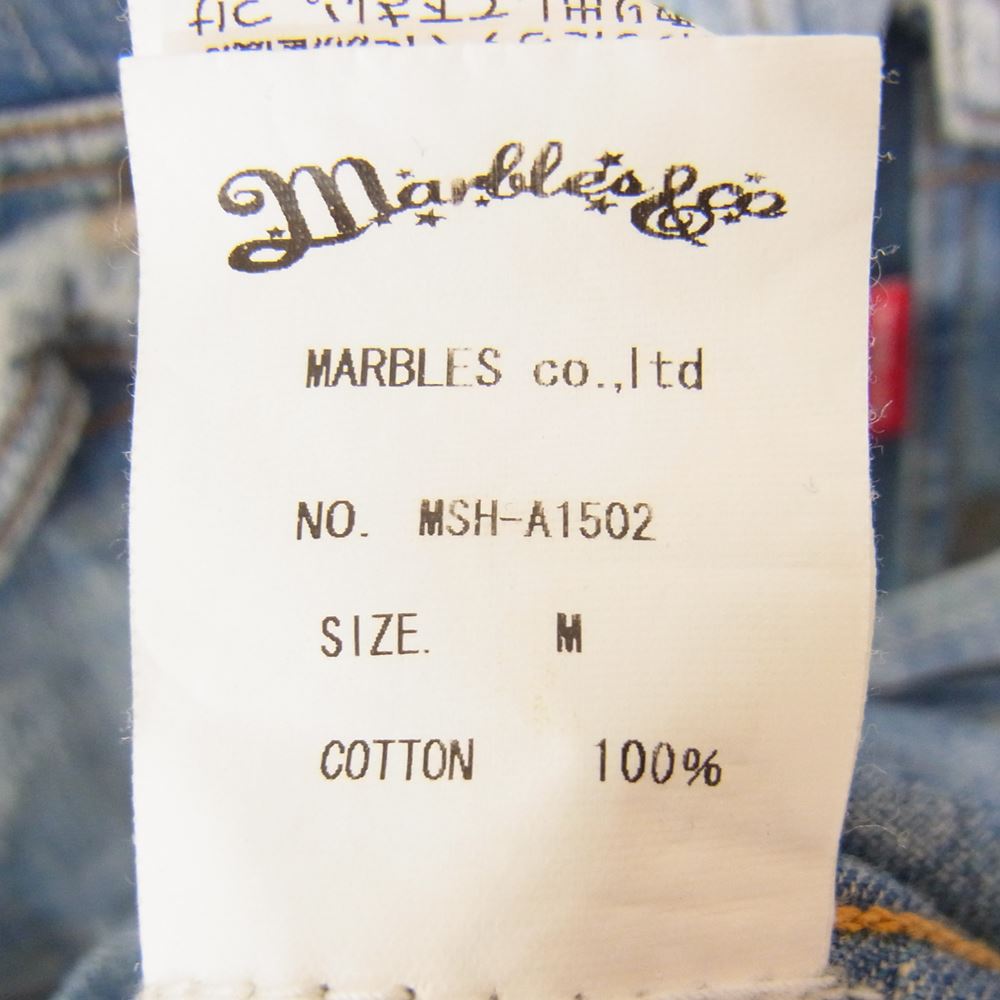 Marbles & co
MARBLES co.,ltd
NO. MSH-A1502
SIZE. M
COTTON 100%